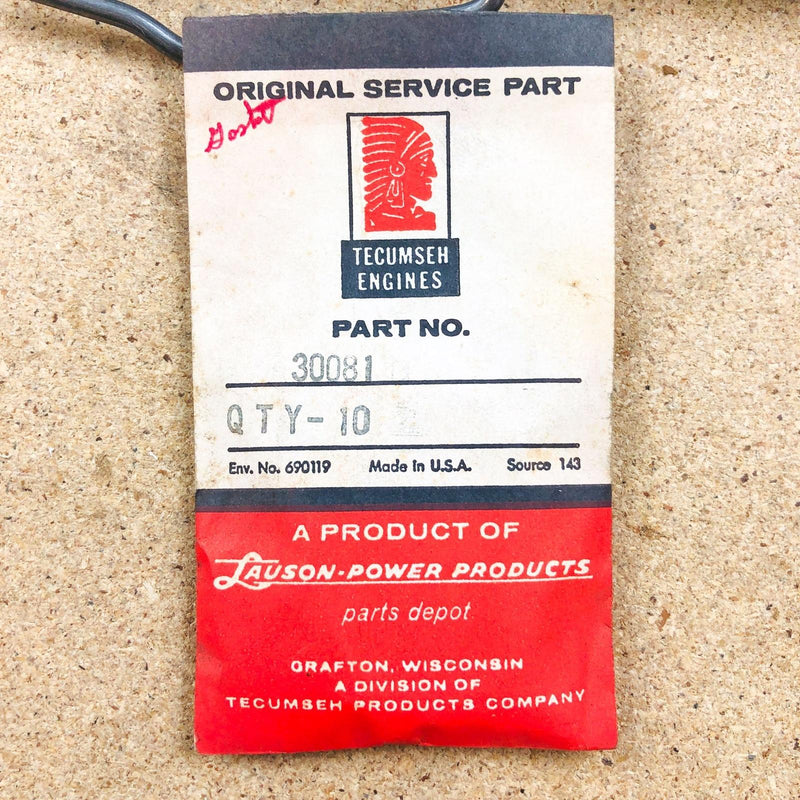 ORIGINAL SERVICE PART
Gasket
TECUMSEH
ENGINES
PART NO.
30081
QTY-10
Env. No. 690119 Made in U.S.A. Source 143
A PRODUCT OF
LAUSON-POWER PRODUCTS
parts depot
GRAFTON, WISCONSIN
A DIVISION OF
TECUMSEH PRODUCTS COMPANY